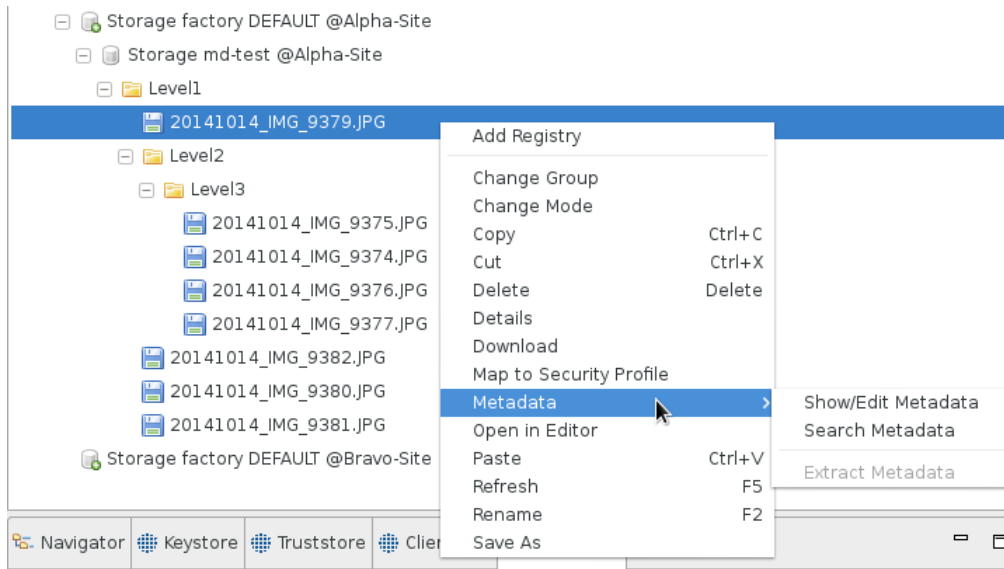 Storage factory DEFAULT @Alpha-Site
Storage md-test @Alpha-Site
Level1
20141014_IMG_9379.JPG
Level2
Level3
20141014_IMG_9375.JPG
20141014_IMG_9374.JPG
20141014_IMG_9376.JPG
20141014_IMG_9377.JPG
20141014_IMG_9382.JPG
20141014_IMG_9380.JPG
20141014_IMG_9381.JPG
Storage factory DEFAULT @Bravo-Site
Add Registry
Change Group
Change Mode
Copy Ctrl+C
Cut Ctrl+X
Delete Delete
Details
Download
Map to Security Profile
Metadata
Open in Editor
Paste Ctrl+V
Refresh F5
Rename F2
Save As
Show/Edit Metadata
Search Metadata
Extract Metadata
Navigator Keystore Truststore